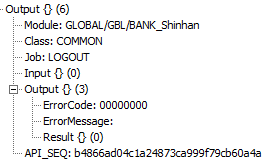 Output {} (6)
Module: GLOBAL/GBL/BANK_Shinhan
Class: COMMON
Job: LOGOUT
Input {} (0)
Output {} (3)
ErrorCode: 00000000
ErrorMessage:
Result {} (0)
API_SEQ: b4866ad04c1a24873ca999f79cb60a4a